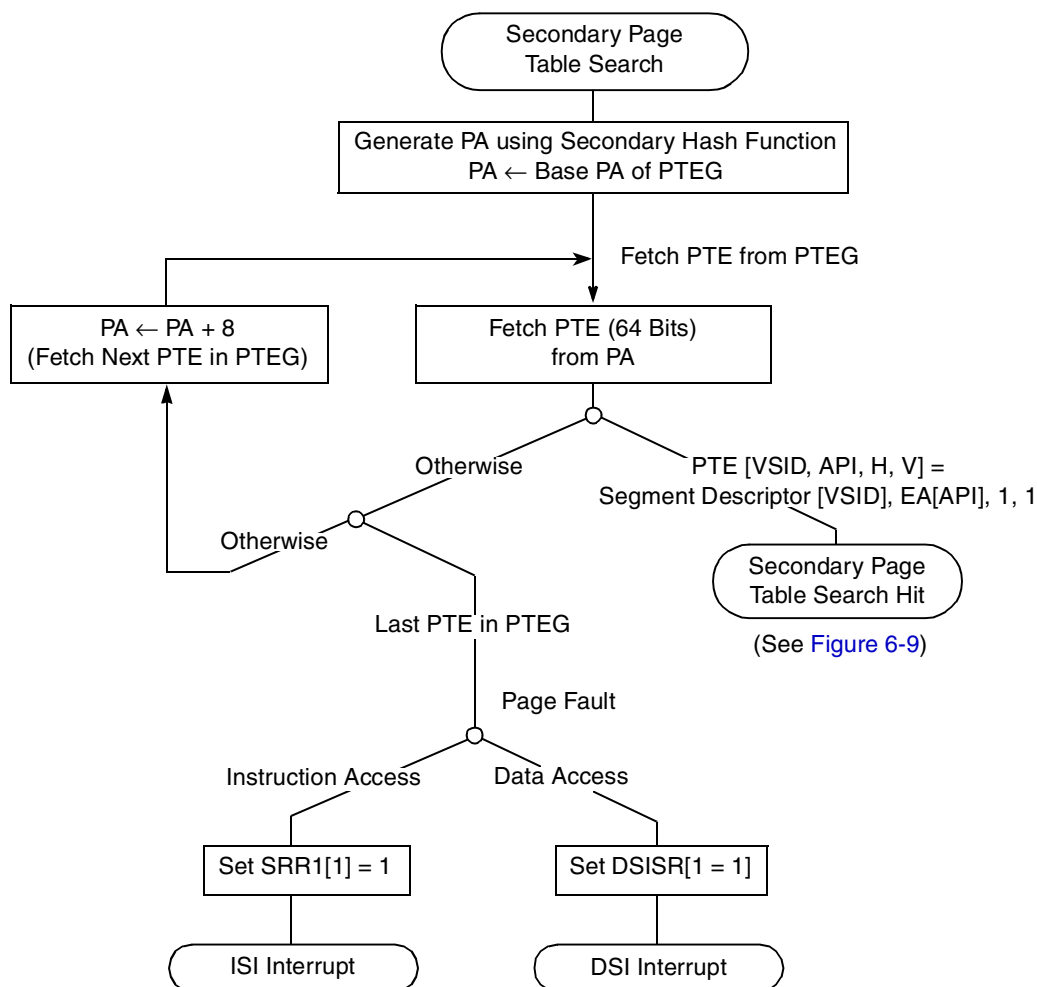 Secondary Page
Table Search
Generate PA using Secondary Hash Function
PA ← Base PA of PTEG
Fetch PTE from PTEG
PA ← PA + 8
(Fetch Next PTE in PTEG)
Fetch PTE (64 Bits)
from PA
Otherwise
PTE [VSID, API, H, V] =
Segment Descriptor [VSID], EA[API], 1, 1
Otherwise
Secondary Page
Table Search Hit
(See Figure 6-9)
Last PTE in PTEG
Page Fault
Instruction Access
Data Access
Set SRR1[1] = 1
Set DSISR[1 = 1]
ISI Interrupt
DSI Interrupt